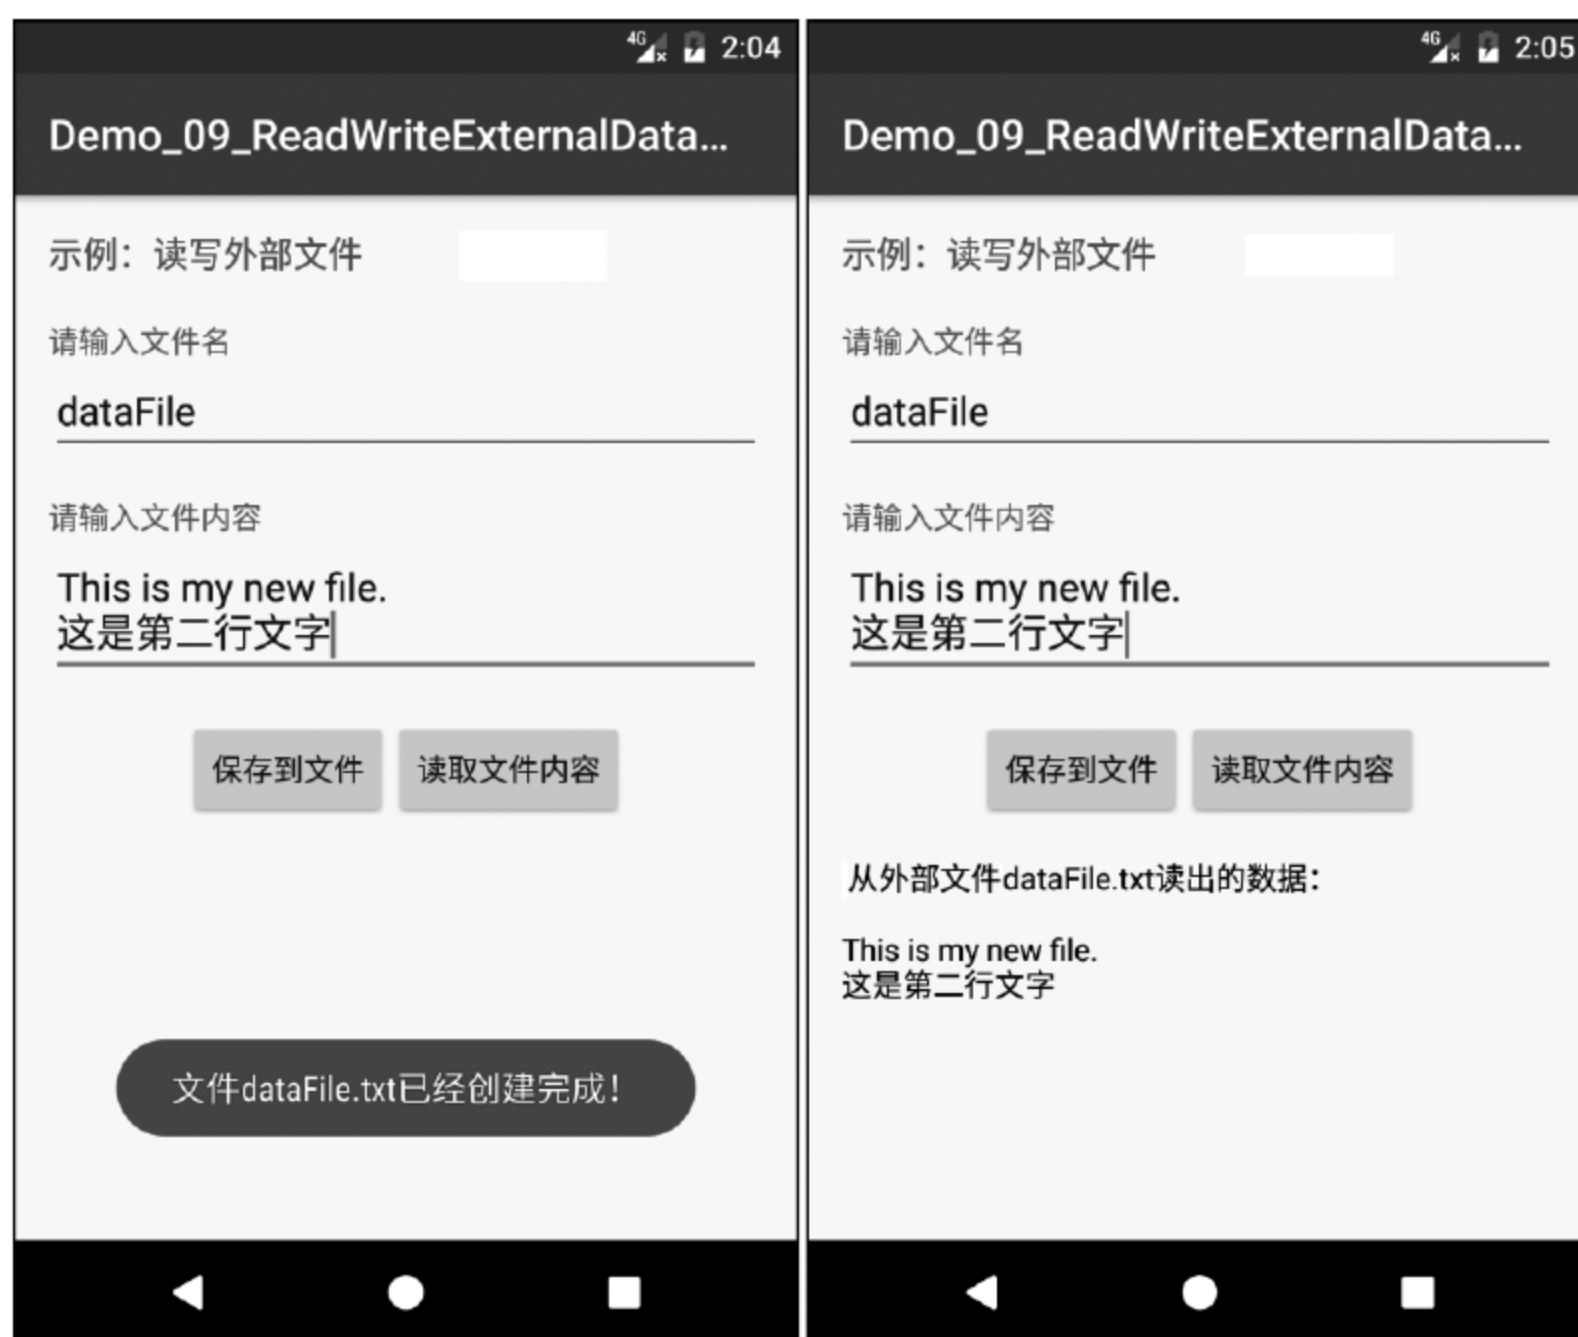 4G 2:04
Demo_09_ReadWriteExternalData...
示例：读写外部文件
请输入文件名
dataFile
请输入文件内容
This is my new file.
这是第二行文字
保存到文件 读取文件内容
文件dataFile.txt已经创建完成！
4G 2:05
Demo_09_ReadWriteExternalData...
示例：读写外部文件
请输入文件名
dataFile
请输入文件内容
This is my new file.
这是第二行文字
保存到文件 读取文件内容
从外部文件dataFile.txt读出的数据：
This is my new file.
这是第二行文字